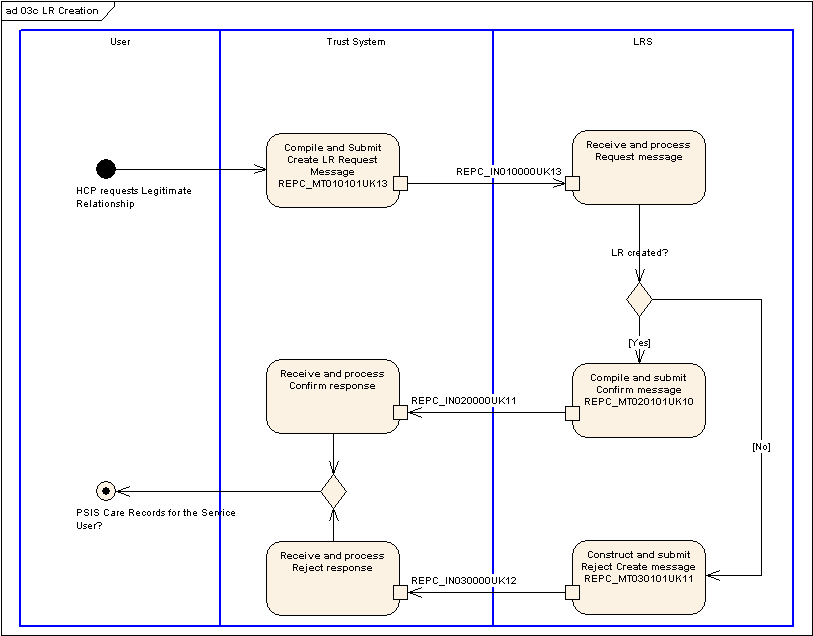 ad 03c LR Creation
User
Trust System
LRS
Compile and Submit
Create LR Request
Message
REPC_MT010101UK13
Receive and process
Request message
REPC_IN010000UK13
HCP requests Legitimate
Relationship
LR created?
[Yes]
Receive and process
Confirm response
REPC_IN020000UK11
Compile and submit
Confirm message
REPC_MT020101UK10
[No]
PSIS Care Records for the Service
User?
Receive and process
Reject response
REPC_IN030000UK12
Construct and submit
Reject Create message
REPC_MT030101UK11